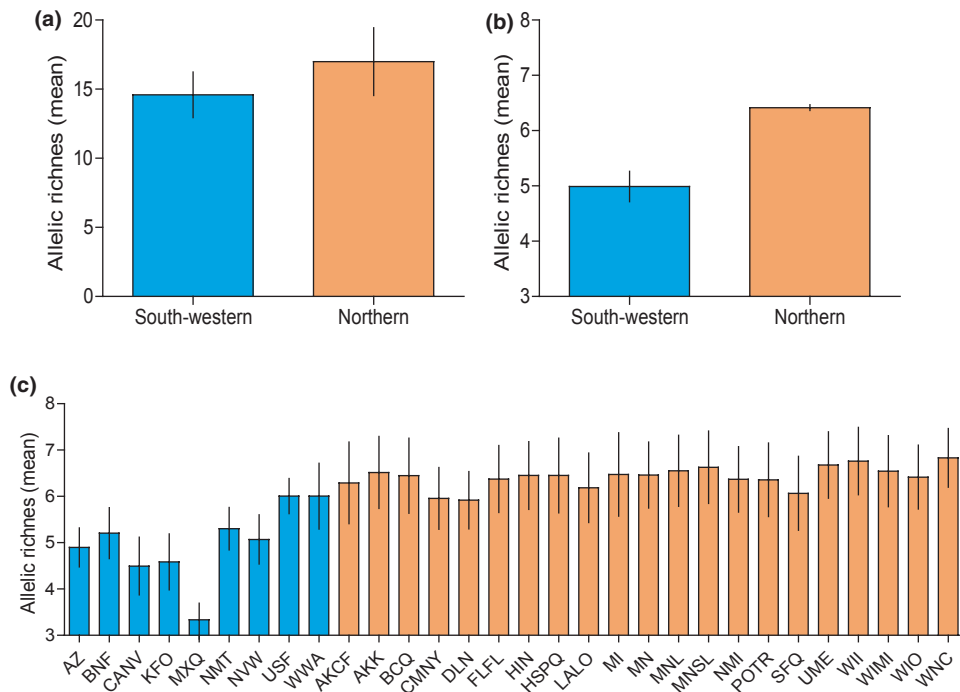 (a)
Allelic richnes (mean)
20
15
10
5
0
South-western
Northern
(b)
Allelic richness (mean)
8
7
6
5
4
3
South-western
Northern
(c)
Allelic richness (mean)
8
7
6
5
4
3
AZ
BNF
CANV
KFO
MXQ
NMT
NVW
USF
WWA
AKCF
AKK
BCQ
CMNY
DLN
FLFL
HIN
HSPQ
LALO
MI
MN
MNL
MNSL
NMI
POTR
SFQ
UME
WII
WIMI
WIO
WNC